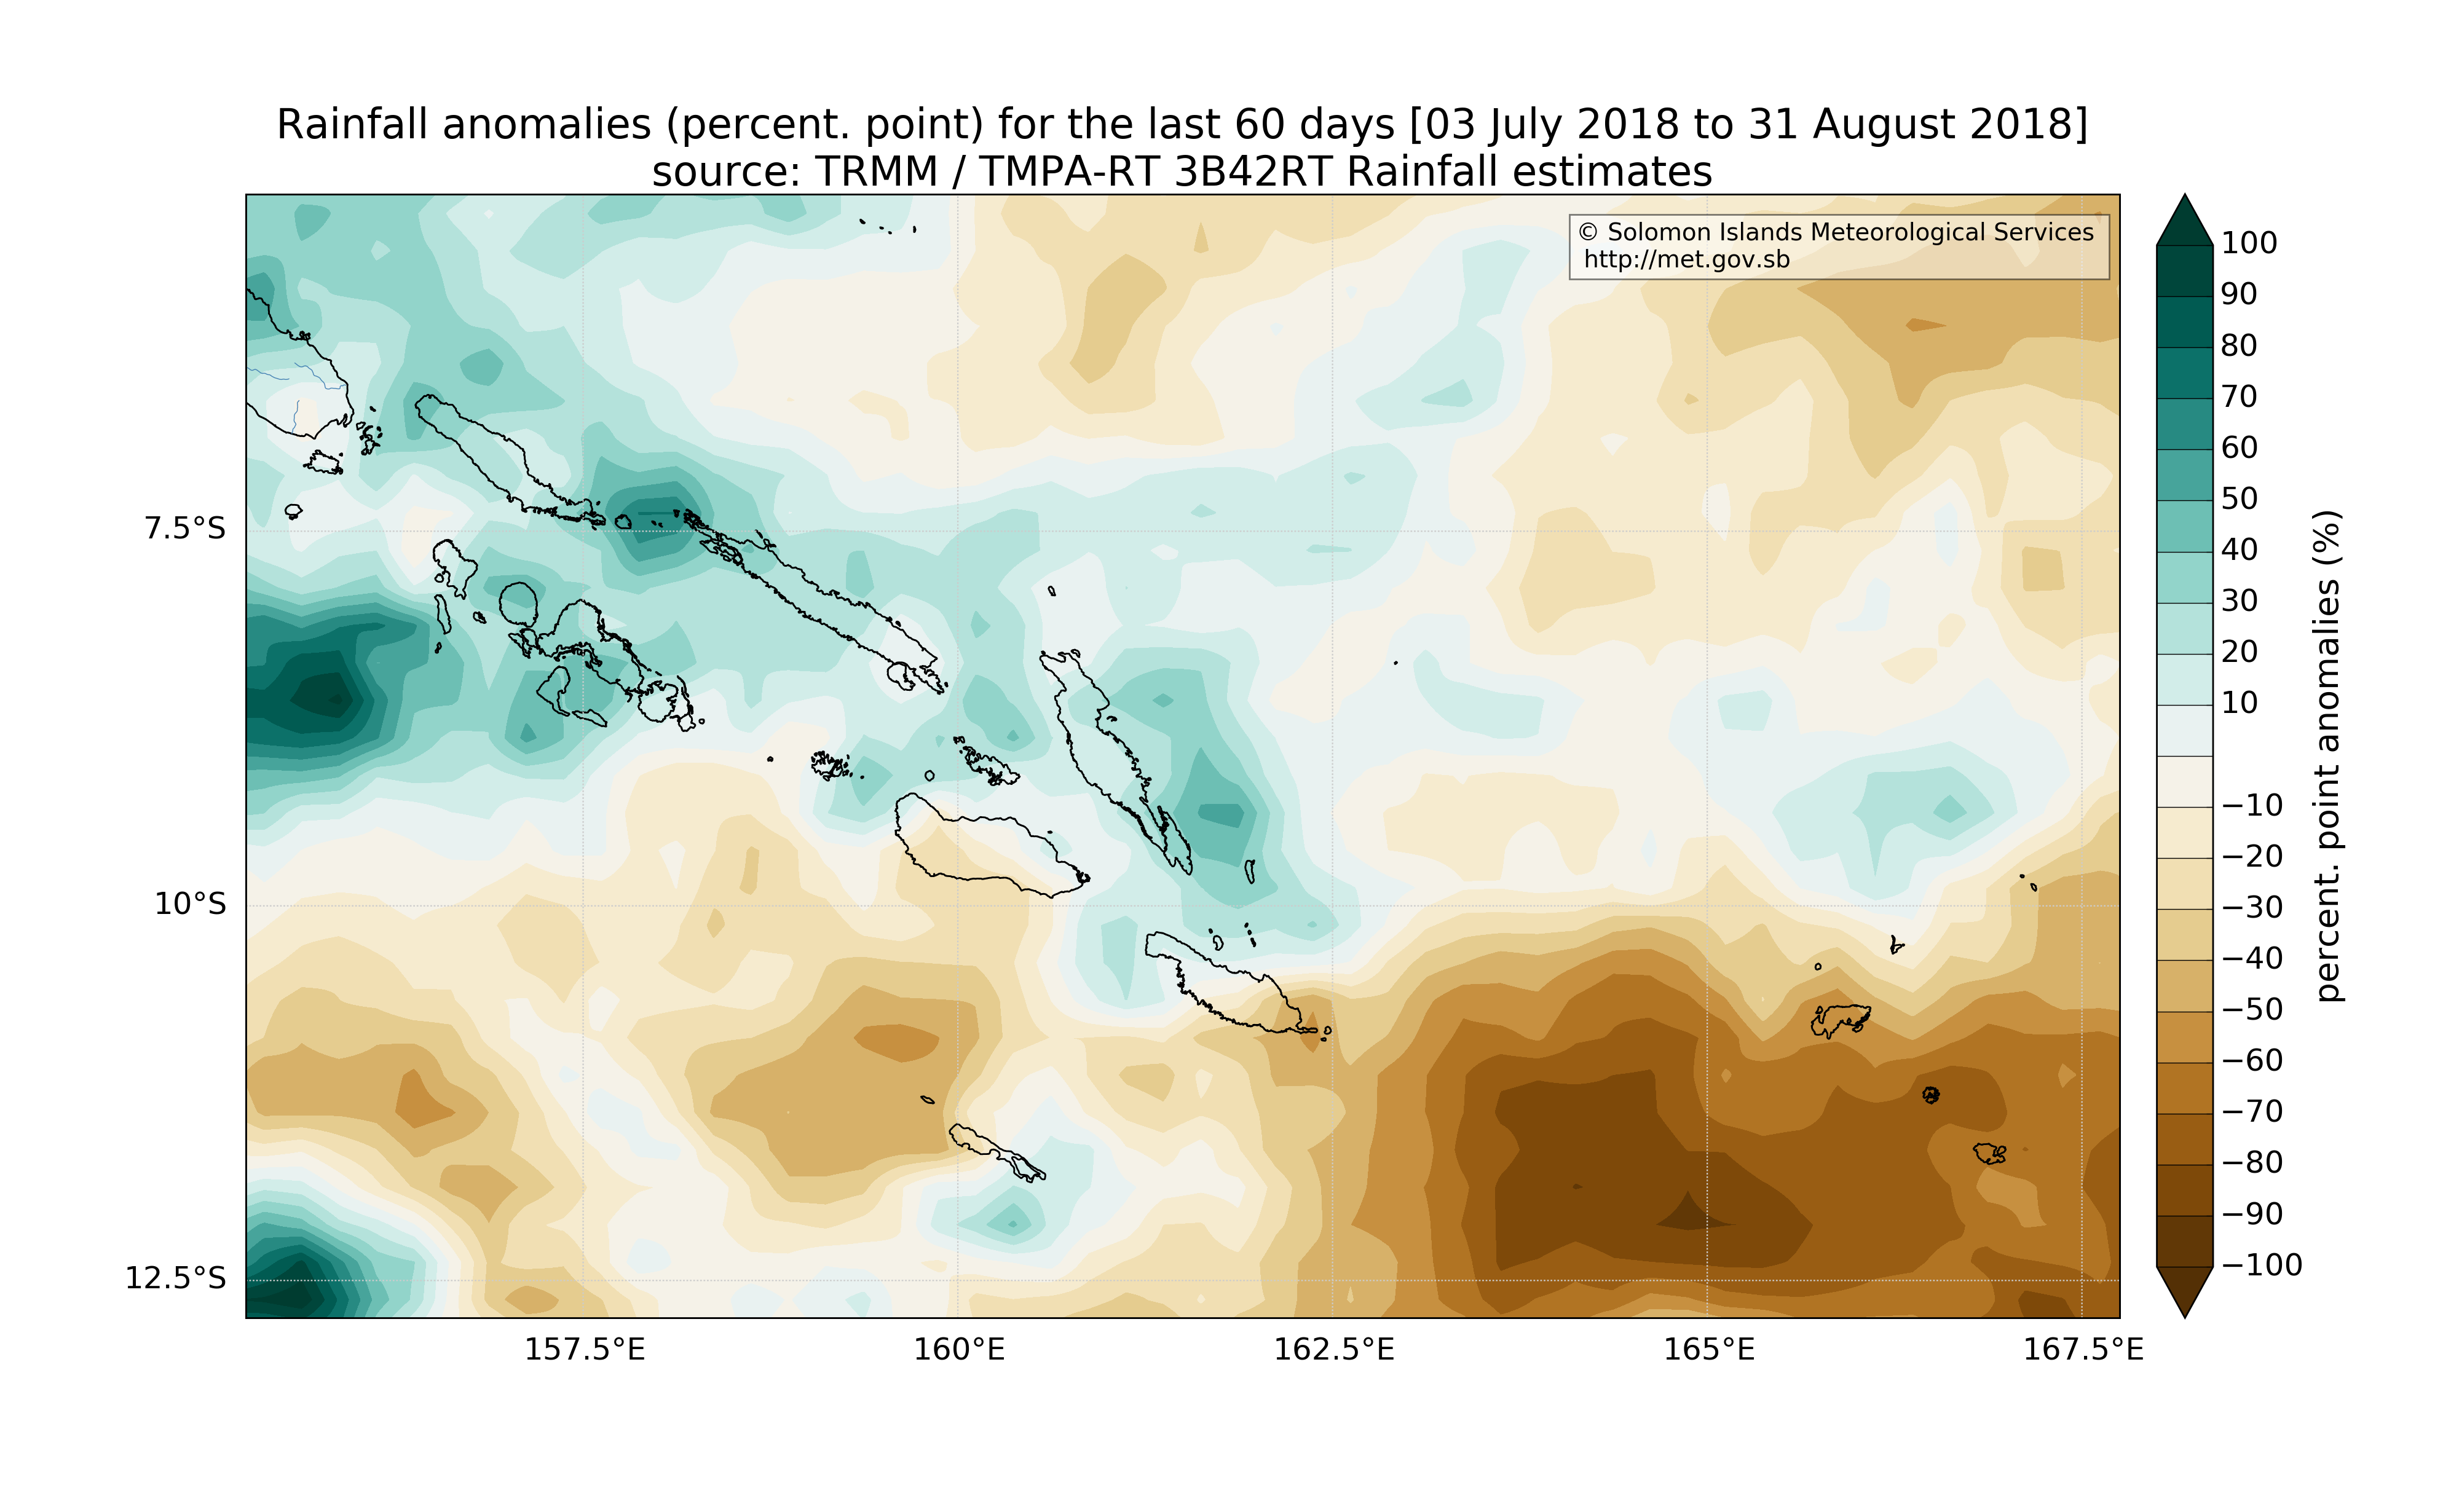 Rainfall anomalies (percent. point) for the last 60 days [03 July 2018 to 31 August 2018]
source: TRMM / TMPA-RT 3B42RT Rainfall estimates
© Solomon Islands Meteorological Services
http://met.gov.sb
7.5°S
10°S
12.5°S
157.5°E
160°E
162.5°E
165°E
167.5°E
100
90
80
70
60
50
40
30
20
10
−10
−20
−30
−40
−50
−60
−70
−80
−90
−100
percent. point anomalies (%)